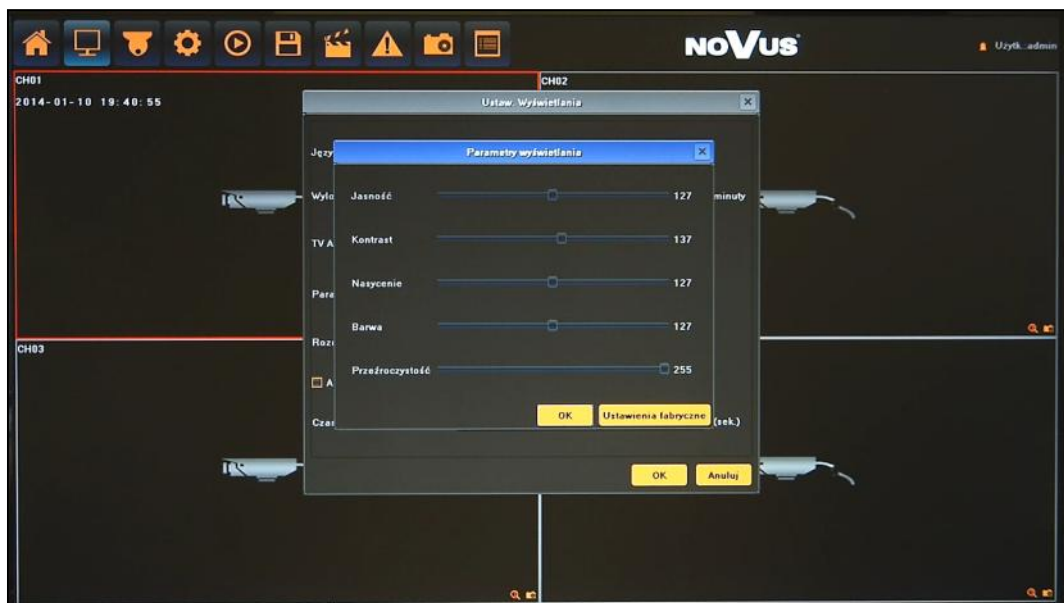 NOVUS
Użytk.:admin
CH01
CH02
2014-01-10 19:40:55
Ustaw. Wyświetlania
Parametry wyświetlania
Jasność 127
minuty
Kontrast 137
TV A
Nasycenie 127
Barwa 127
CH03
Przeźroczystość 255
A
OK Ustawienia fabryczne
(sek.)
OK Anuluj